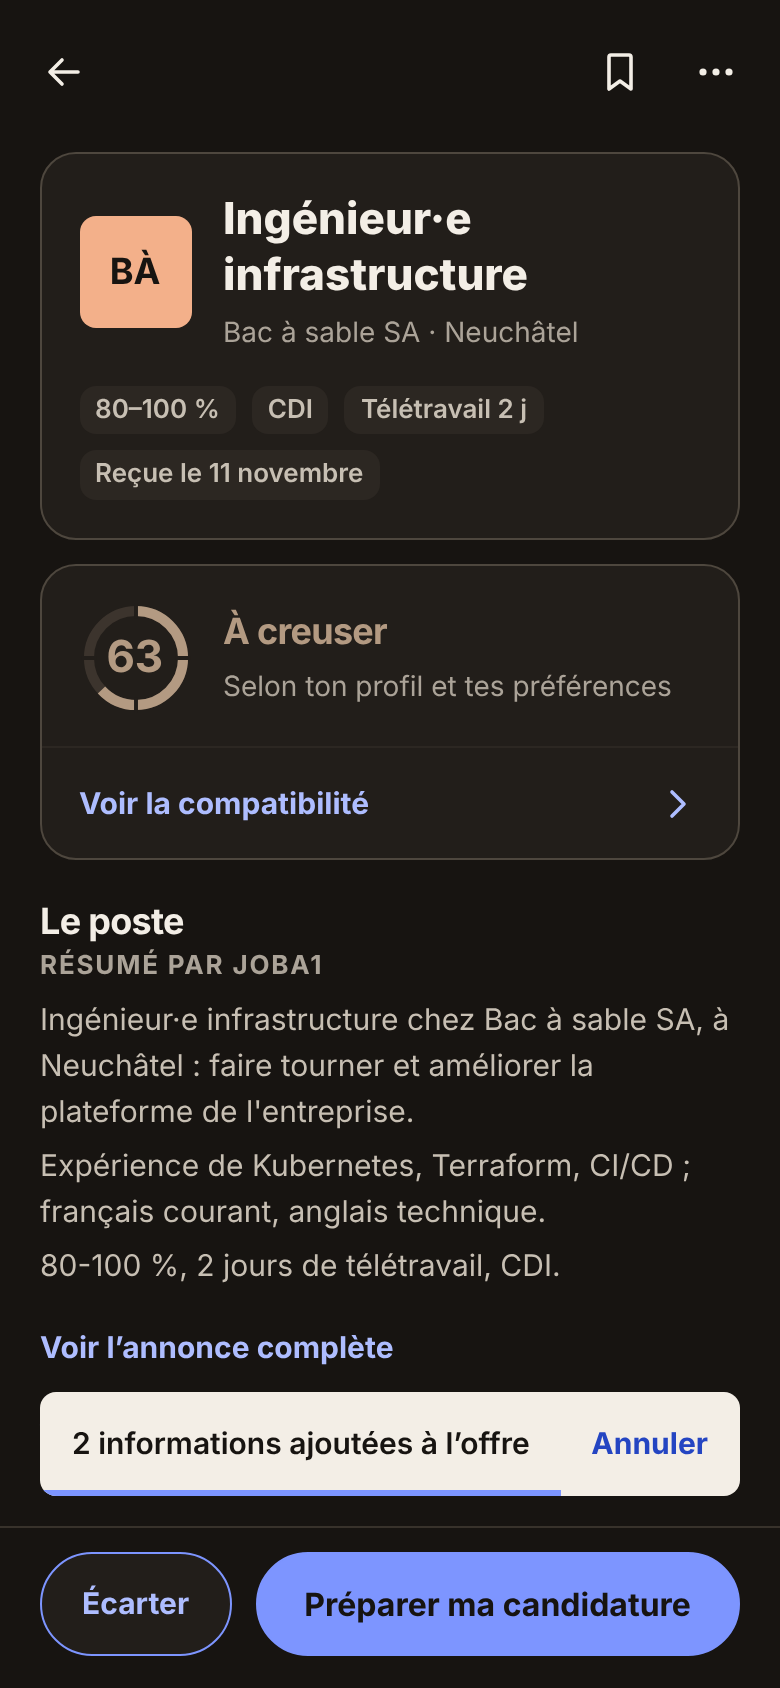 BÀ
Ingénieur·e
infrastructure
Bac à sable SA · Neuchâtel
80–100 %
CDI
Télétravail 2 j
Reçue le 11 novembre
63
À creuser
Selon ton profil et tes préférences
Voir la compatibilité
Le poste
RÉSUMÉ PAR JOBA1
Ingénieur·e infrastructure chez Bac à sable SA, à
Neuchâtel : faire tourner et améliorer la
plateforme de l'entreprise.
Expérience de Kubernetes, Terraform, CI/CD ;
français courant, anglais technique.
80-100 %, 2 jours de télétravail, CDI.
Voir l’annonce complète
2 informations ajoutées à l’offre
Annuler
Écarter
Préparer ma candidature